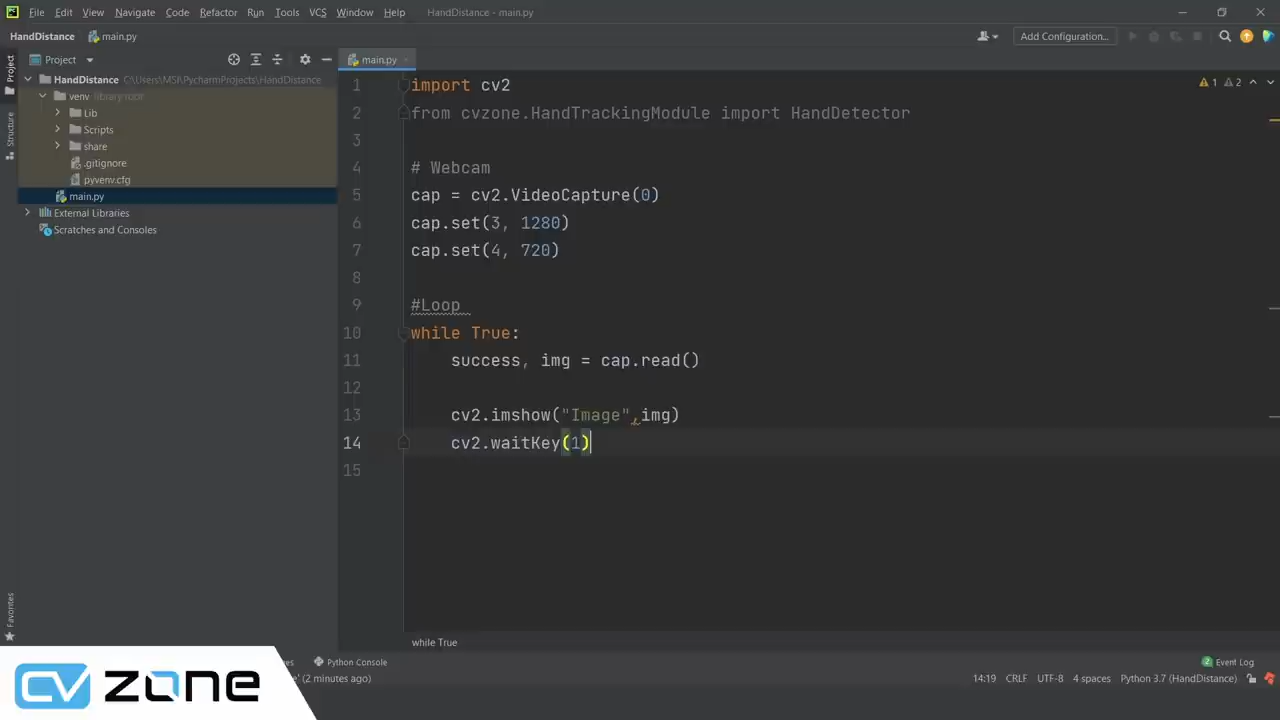 File Edit View Navigate Code Refactor Run Tools VCS Window Help HandDistance - main.py
HandDistance main.py Add Configuration...
Project main.py
Project
Structure
Favorites
HandDistance C:\Users\MSI\PycharmProjects\HandDistance
venv library root
Lib
Scripts
share
.gitignore
pyvenv.cfg
main.py
External Libraries
Scratches and Consoles
1 import cv2
2 from cvzone.HandTrackingModule import HandDetector
3
4 # Webcam
5 cap = cv2.VideoCapture(0)
6 cap.set(3, 1280)
7 cap.set(4, 720)
8
9 #Loop
10 while True:
11 success, img = cap.read()
12
13 cv2.imshow("Image",img)
14 cv2.waitKey(1)
15
1 2
while True
Python Console 2 Event Log
(2 minutes ago) 14:19 CRLF UTF-8 4 spaces Python 3.7 (HandDistance)
CV ZONE